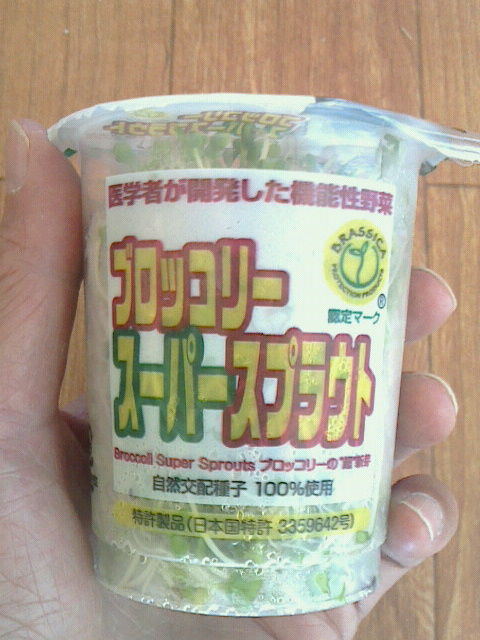 医学者が開発した機能性野菜
BRASSICA
PROTECTION PRODUCTS
®
認定マーク
ブロッコリー
スーパースプラウト
Broccoli Super Sprouts ブロッコリーの
自然交配種子 100%使用
特許製品(日本国特許 3359642号)